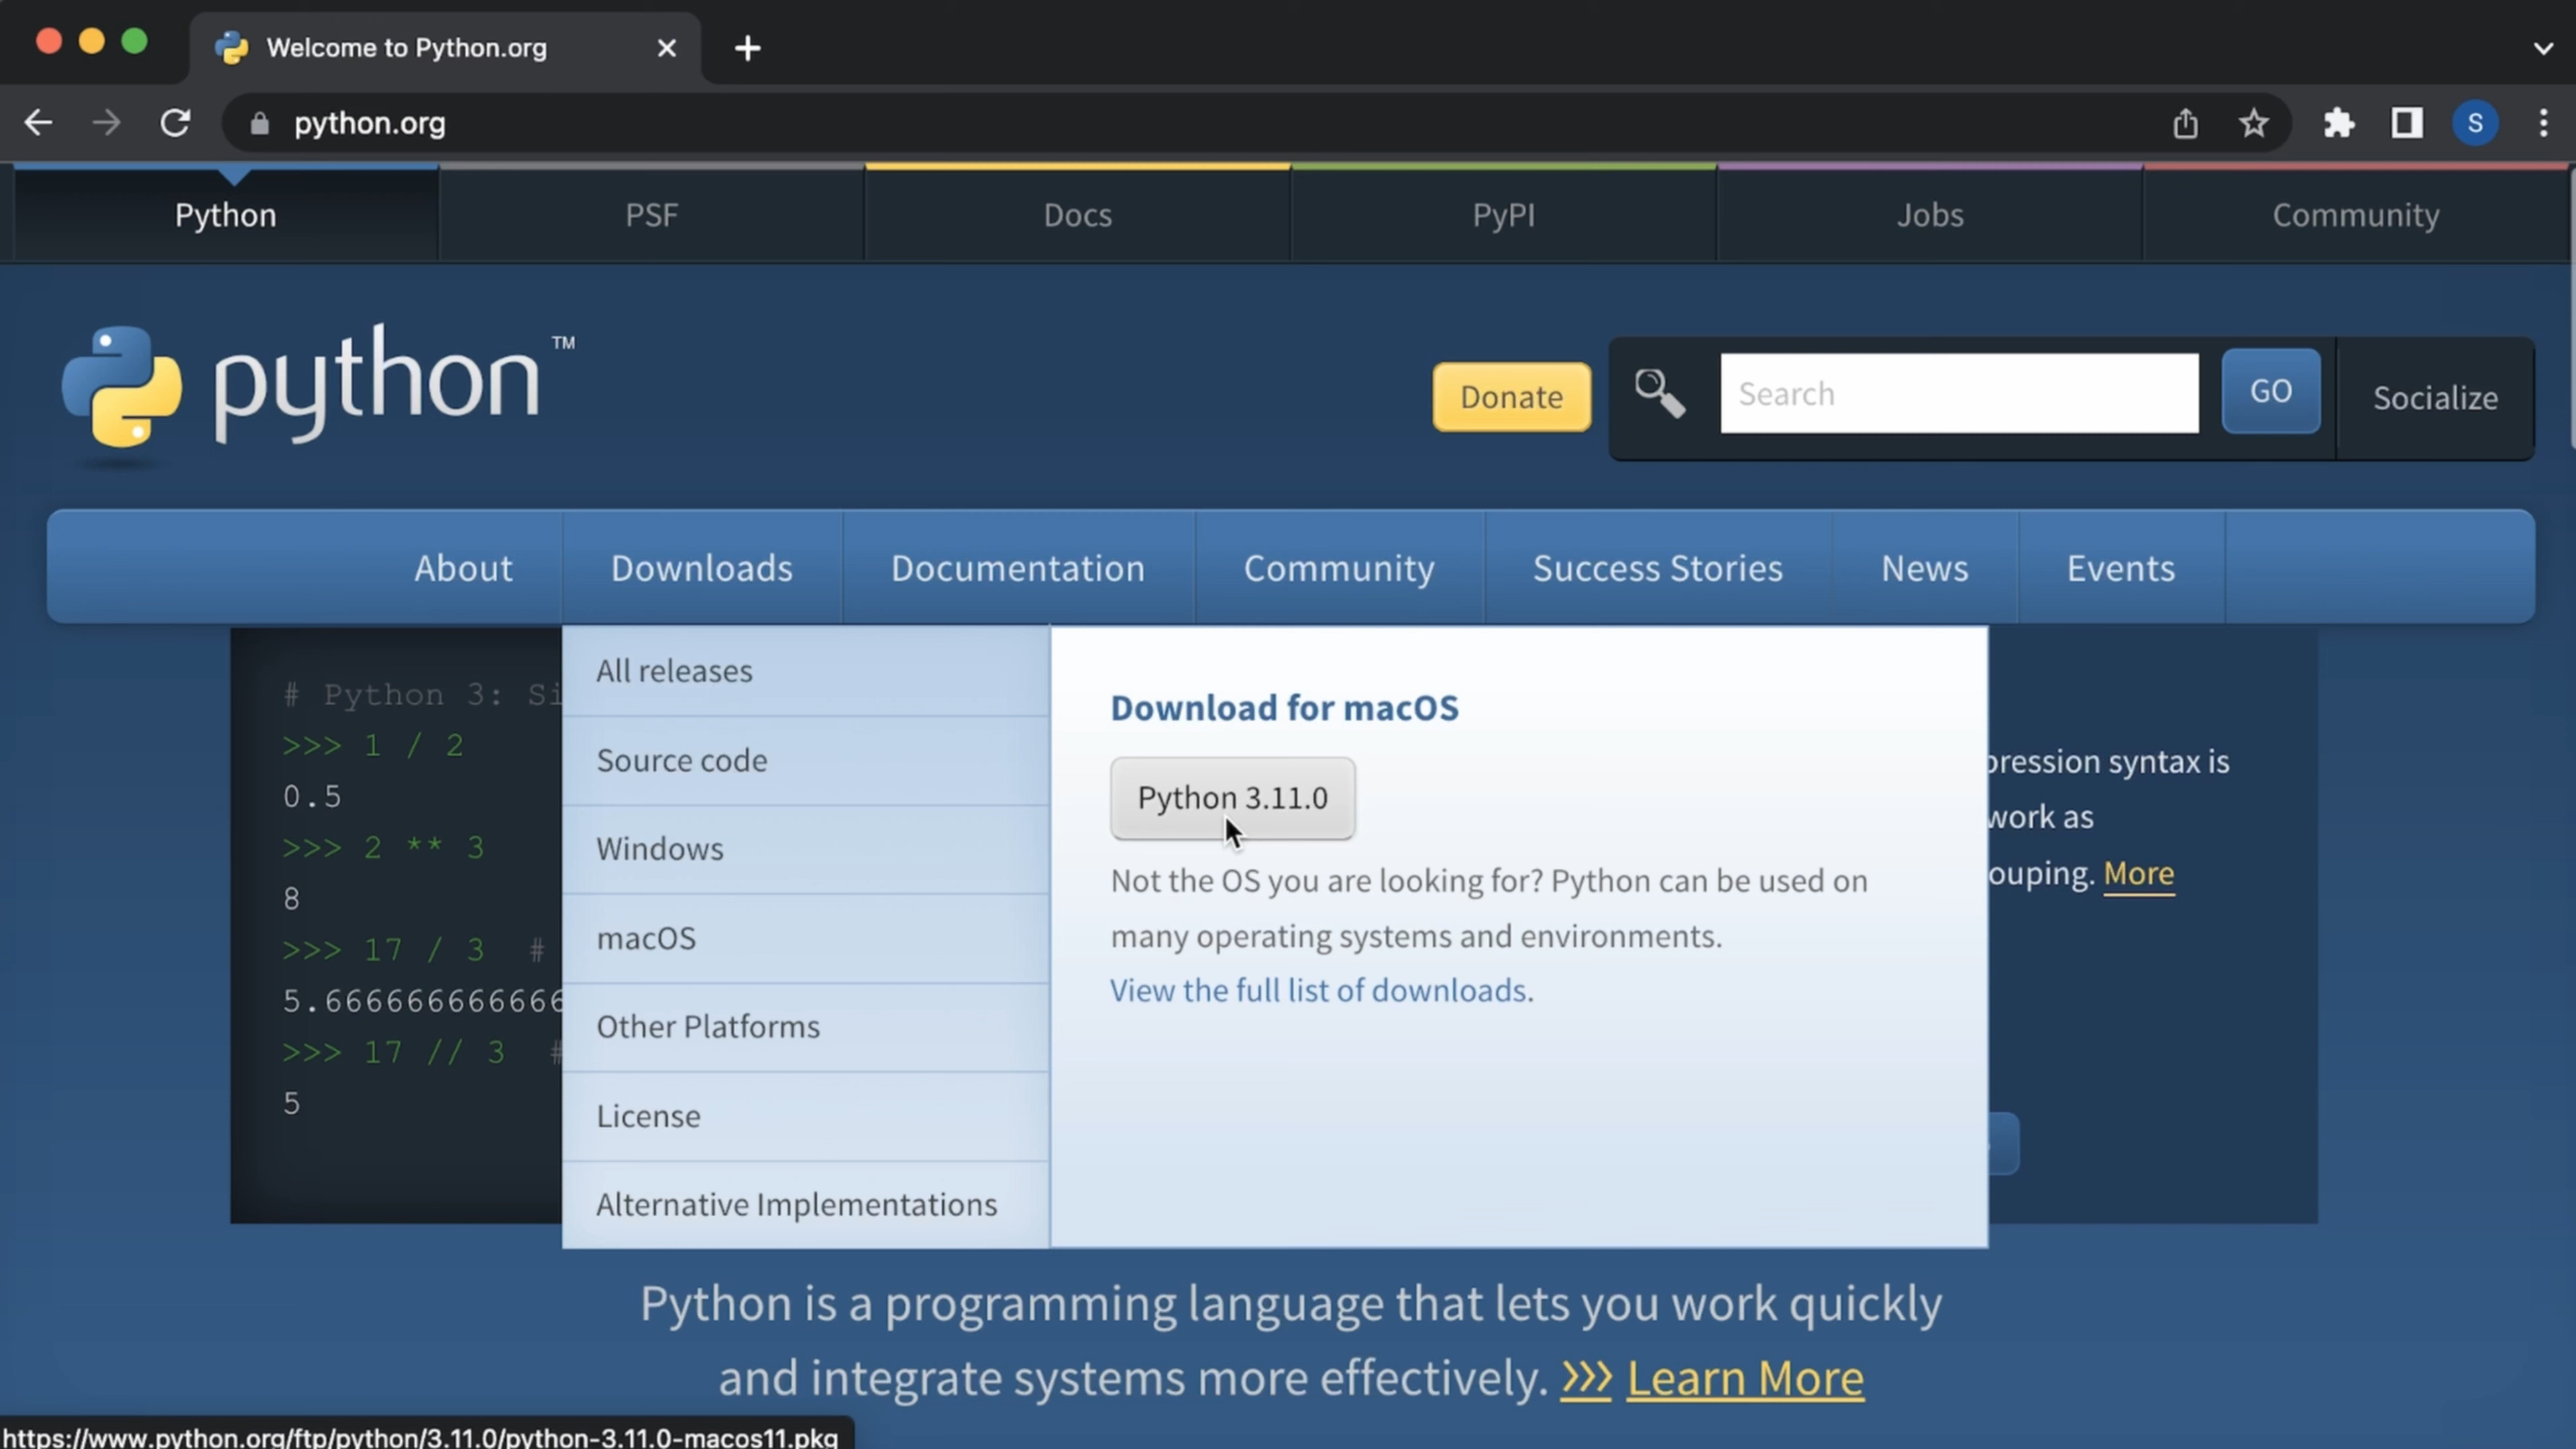 Welcome to Python.org
python.org
S
Python
PSF
Docs
PyPI
Jobs
Community
python™
Donate
Search
GO
Socialize
About
Downloads
Documentation
Community
Success Stories
News
Events
# Python 3: Si
>>> 1 / 2
0.5
>>> 2 ** 3
8
>>> 17 / 3 #
5.666666666666
>>> 17 // 3 #
5
All releases
Source code
Windows
macOS
Other Platforms
License
Alternative Implementations
Download for macOS
Python 3.11.0
Not the OS you are looking for? Python can be used on
many operating systems and environments.
View the full list of downloads.
pression syntax is
work as
ouping. More
Python is a programming language that lets you work quickly
and integrate systems more effectively. >>> Learn More
https://www.python.org/ftp/python/3.11.0/python-3.11.0-macos11.pkg